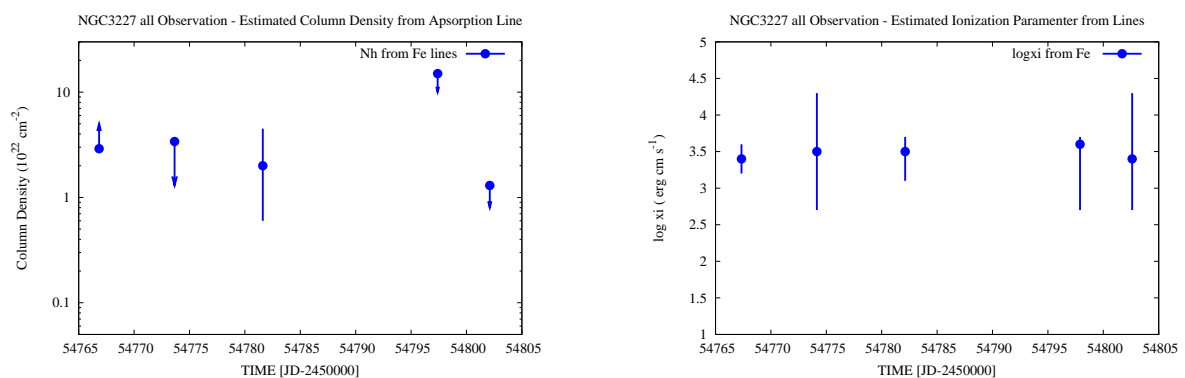 NGC3227 all Observation - Estimated Column Density from Apsorption Line
Nh from Fe lines
Column Density (10^22 cm^-2)
10
1
0.1
54765 54770 54775 54780 54785 54790 54795 54800 54805
TIME [JD-2450000]
NGC3227 all Observation - Estimated Ionization Paramenter from Lines
logxi from Fe
log xi ( erg cm s^-1)
5
4.5
4
3.5
3
2.5
2
1.5
1
54765 54770 54775 54780 54785 54790 54795 54800 54805
TIME [JD-2450000]